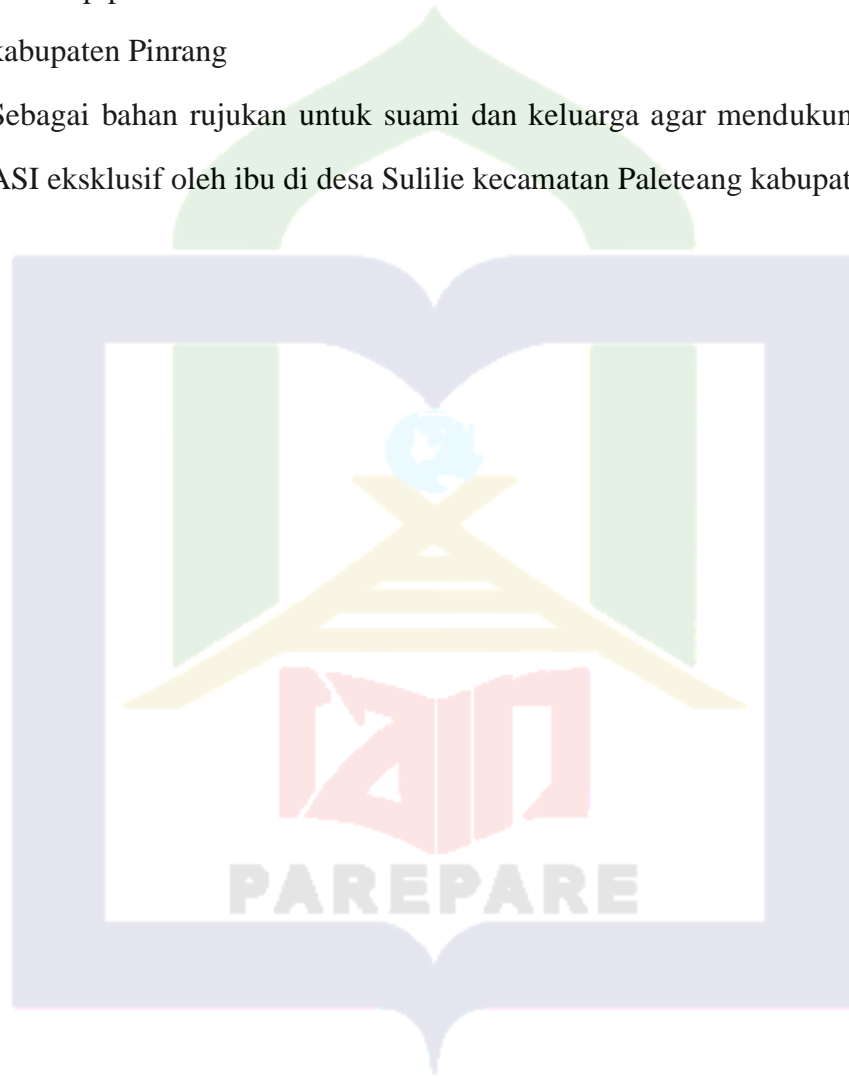 kabupaten Pinrang
Sebagai bahan rujukan untuk suami dan keluarga agar mendukun
ASI eksklusif oleh ibu di desa Sulilie kecamatan Paleteang kabupat
iain
PAREPARE